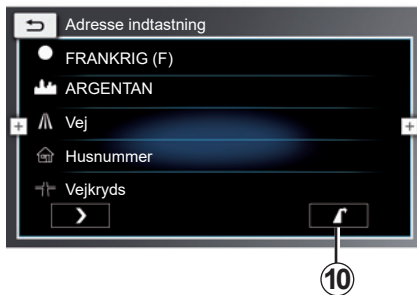 Adresse indtastning
FRANKRIG (F)
ARGENTAN
Vej
Husnummer
Vejkryds
10